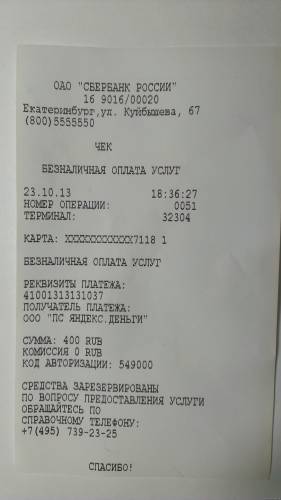 ОАО "СБЕРБАНК РОССИИ"
16 9016/00020
Екатеринбург,ул. Куйбышева, 67
(800)5555550
ЧЕК
БЕЗНАЛИЧНАЯ ОПЛАТА УСЛУГ
23.10.13 18:36:27
НОМЕР ОПЕРАЦИИ: 0051
ТЕРМИНАЛ: 32304
КАРТА: XXXXXXXXXXXX7118 1
БЕЗНАЛИЧНАЯ ОПЛАТА УСЛУГ
РЕКВИЗИТЫ ПЛАТЕЖА:
41001313131037
ПОЛУЧАТЕЛЬ ПЛАТЕЖА:
ООО "ПС ЯНДЕКС.ДЕНЬГИ"
СУММА: 400 RUB
КОМИССИЯ 0 RUB
КОД АВТОРИЗАЦИИ: 549000
СРЕДСТВА ЗАРЕЗЕРВИРОВАНЫ
ПО ВОПРОСУ ПРЕДОСТАВЛЕНИЯ УСЛУГИ
ОБРАЩАЙТЕСЬ ПО
СПРАВОЧНОМУ ТЕЛЕФОНУ:
+7(495) 739-23-25
СПАСИБО!